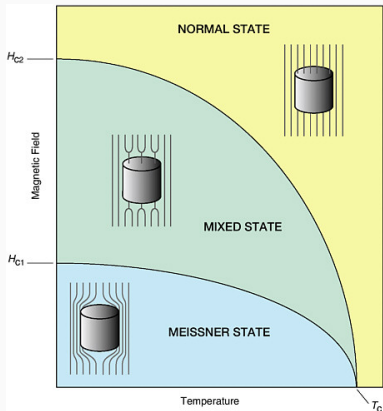 NORMAL STATE
HC2
Magnetic Field
MIXED STATE
HC1
MEISSNER STATE
Temperature
Tc